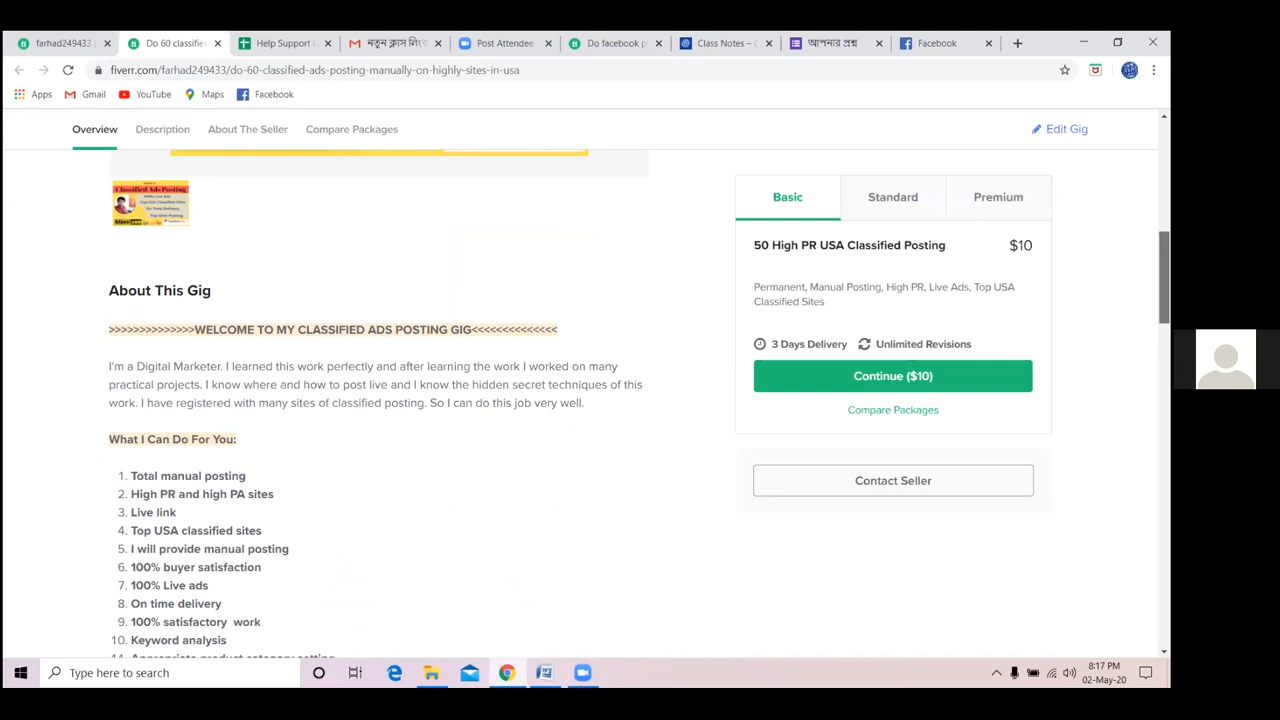 farhad249433 |
Do 60 classifie
Help Support C
নতুন ক্লাস লিংক
Post Attendee
Do facebook p
Class Notes –
আপনার প্রশ্ন
Facebook
fiverr.com/farhad249433/do-60-classified-ads-posting-manually-on-highly-sites-in-usa
Apps
Gmail
YouTube
Maps
Facebook
Overview
Description
About The Seller
Compare Packages
Edit Gig
Classified Ads Posting
Basic
Standard
Premium
50 High PR USA Classified Posting
$10
Permanent, Manual Posting, High PR, Live Ads, Top USA
Classified Sites
3 Days Delivery
Unlimited Revisions
Continue ($10)
Compare Packages
Contact Seller
About This Gig
>>>>>>>>>>>>>>WELCOME TO MY CLASSIFIED ADS POSTING GIG<<<<<<<<<<<<<<
I'm a Digital Marketer. I learned this work perfectly and after learning the work I worked on many
practical projects. I know where and how to post live and I know the hidden secret techniques of this
work. I have registered with many sites of classified posting. So I can do this job very well.
What I Can Do For You:
1. Total manual posting
2. High PR and high PA sites
3. Live link
4. Top USA classified sites
5. I will provide manual posting
6. 100% buyer satisfaction
7. 100% Live ads
8. On time delivery
9. 100% satisfactory work
10. Keyword analysis
Type here to search
8:17 PM
02-May-20